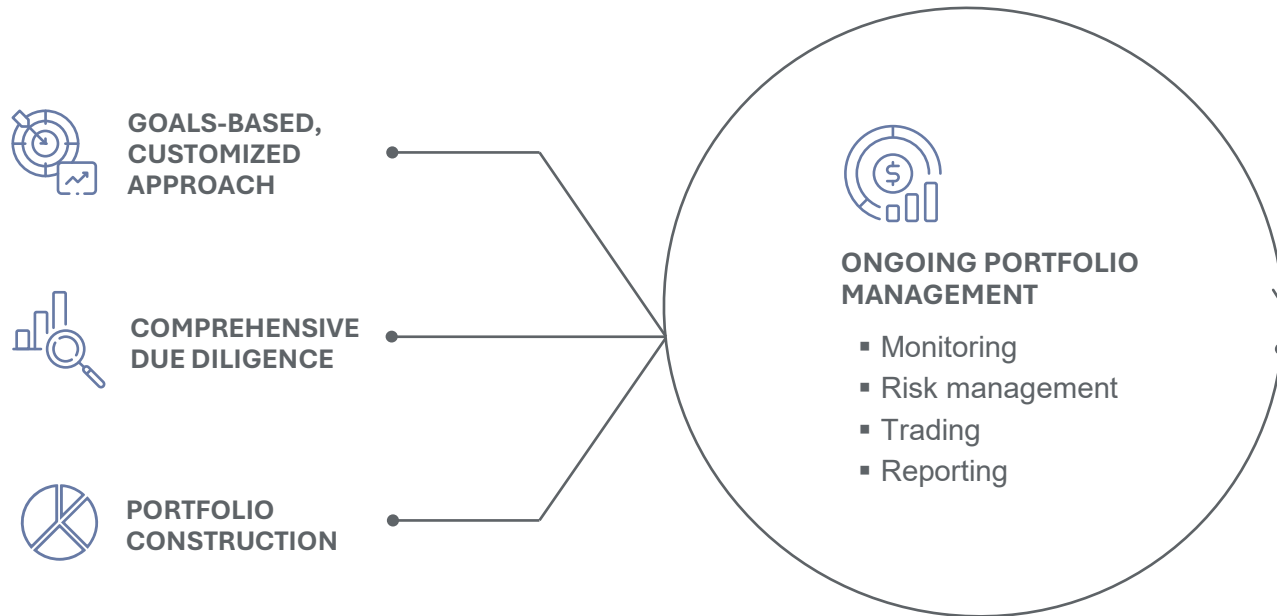 GOALS-BASED,
CUSTOMIZED
APPROACH
COMPREHENSIVE
DUE DILIGENCE
PORTFOLIO
CONSTRUCTION
$
ONGOING PORTFOLIO
MANAGEMENT
▪ Monitoring
▪ Risk management
▪ Trading
▪ Reporting